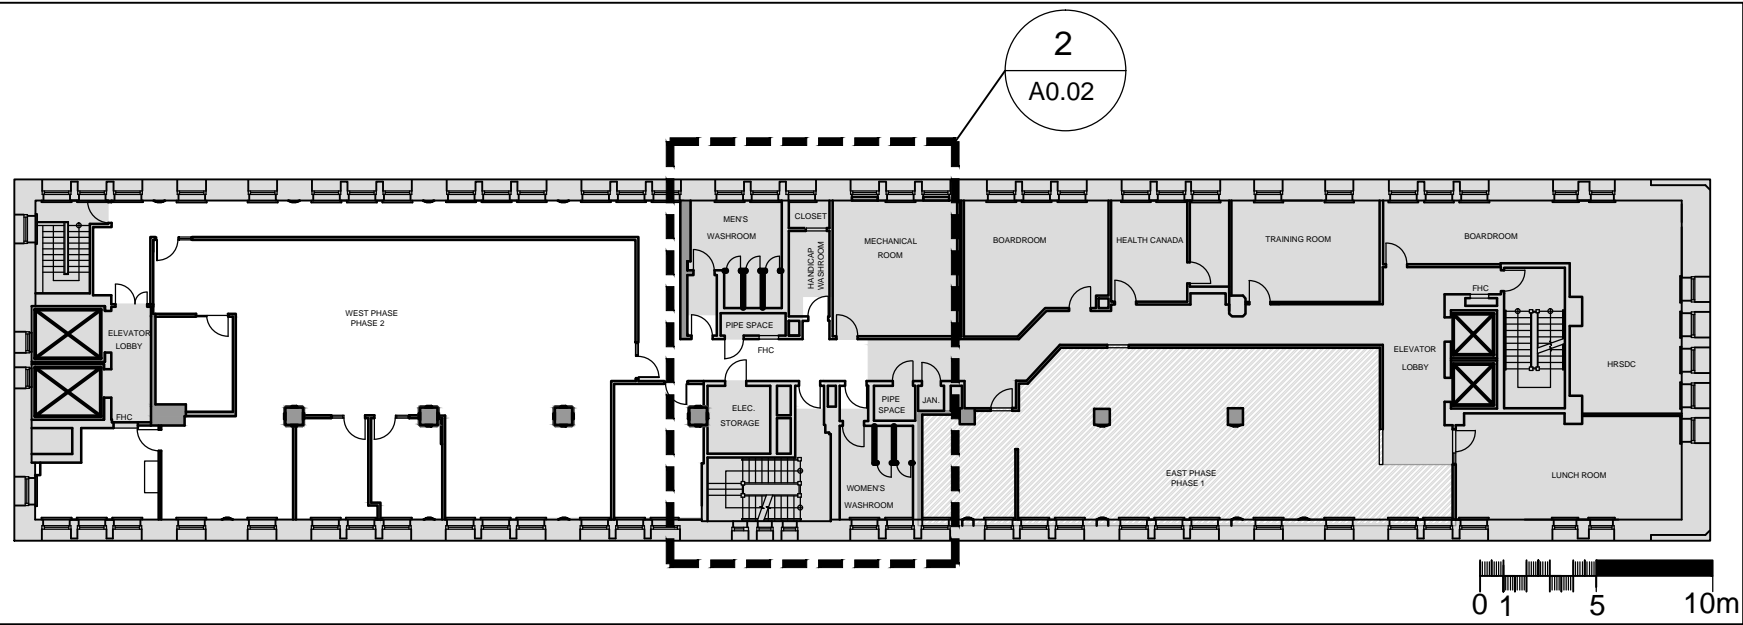 2
A0.02
MEN'S
WASHROOM
CLOSET
HANDICAP
WASHROOM
MECHANICAL
ROOM
BOARDROOM
HEALTH CANADA
TRAINING ROOM
BOARDROOM
FHC
WEST PHASE
PHASE 2
ELEVATOR
LOBBY
PIPE SPACE
FHC
ELEVATOR
LOBBY
HRSDC
FHC
ELEC.
STORAGE
PIPE
SPACE
JAN.
EAST PHASE
PHASE 1
LUNCH ROOM
WOMEN'S
WASHROOM
0 1 5 10m